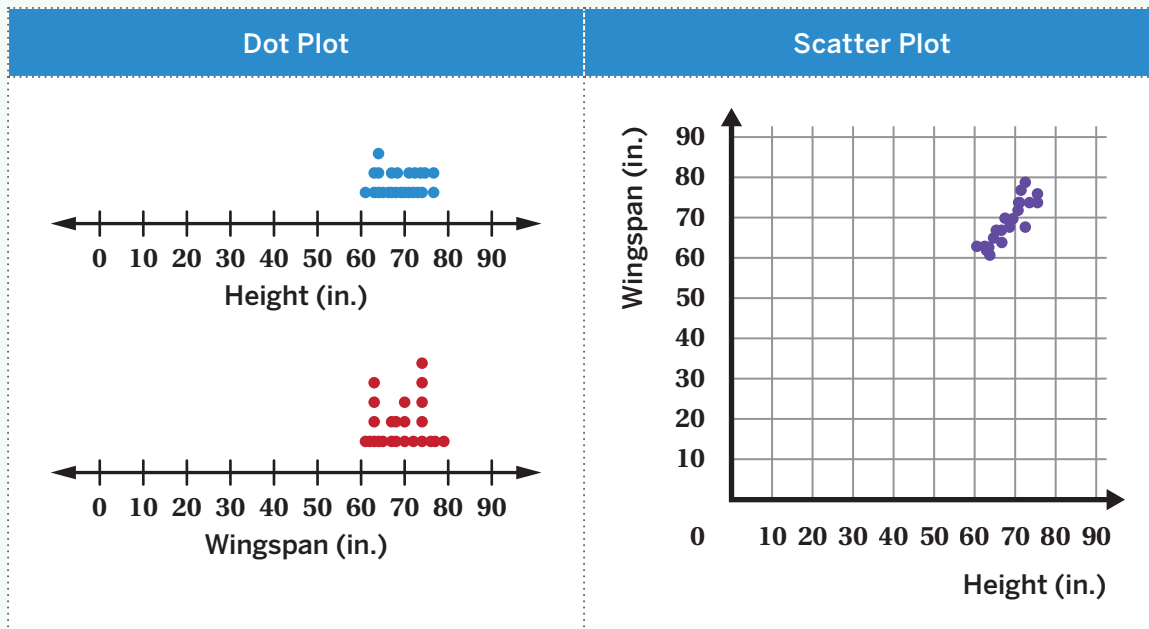 Dot Plot
Scatter Plot
0 10 20 30 40 50 60 70 80 90
Height (in.)
0 10 20 30 40 50 60 70 80 90
Wingspan (in.)
Wingspan (in.)
90
80
70
60
50
40
30
20
10
0 10 20 30 40 50 60 70 80 90
Height (in.)